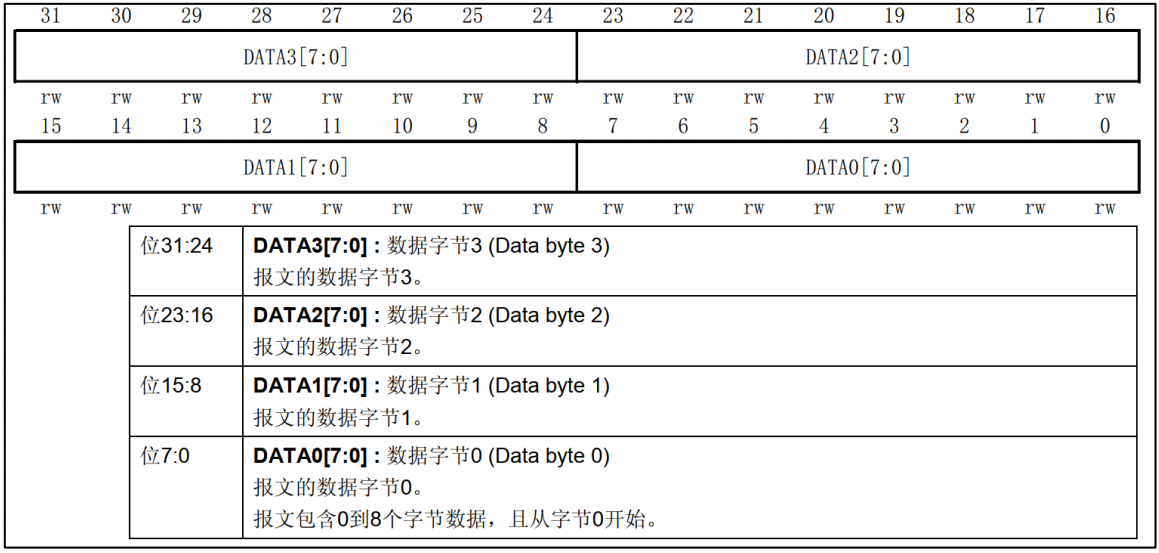 31 30 29 28 27 26 25 24 23 22 21 20 19 18 17 16
DATA3[7:0] DATA2[7:0]
rw rw rw rw rw rw rw rw rw rw rw rw rw rw rw rw
15 14 13 12 11 10 9 8 7 6 5 4 3 2 1 0
DATA1[7:0] DATA0[7:0]
rw rw rw rw rw rw rw rw rw rw rw rw rw rw rw rw
位31:24 DATA3[7:0]：数据字节3 (Data byte 3)
报文的数据字节3。
位23:16 DATA2[7:0]：数据字节2 (Data byte 2)
报文的数据字节2。
位15:8 DATA1[7:0]：数据字节1 (Data byte 1)
报文的数据字节1。
位7:0 DATA0[7:0]：数据字节0 (Data byte 0)
报文的数据字节0。
报文包含0到8个字节数据，且从字节0开始。